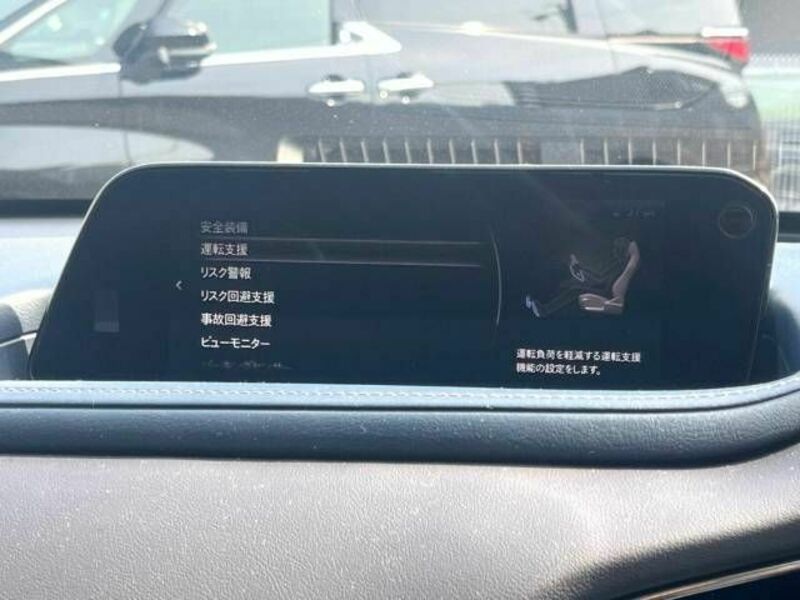 安全装備
運転支援
リスク警報
リスク回避支援
事故回避支援
ビューモニター
運転負荷を軽減する運転支援
機能の設定をします。